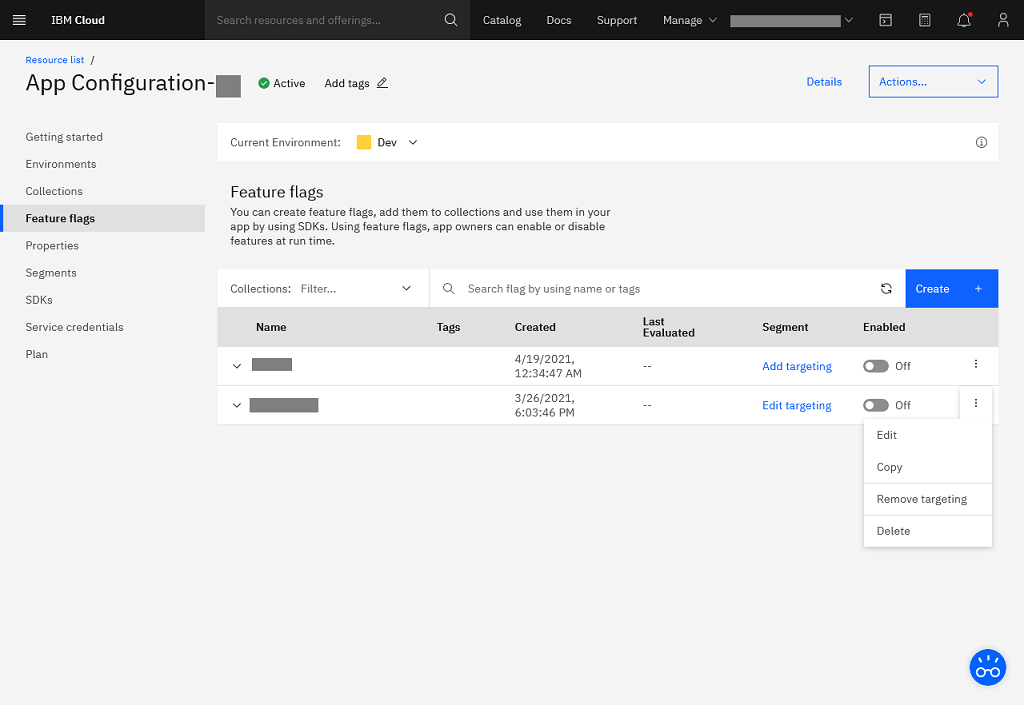 IBM Cloud
Search resources and offerings...
Catalog
Docs
Support
Manage
Resource list /
App Configuration-
Active
Add tags
Details
Actions...
Getting started
Environments
Collections
Feature flags
Properties
Segments
SDKs
Service credentials
Plan
Current Environment: Dev
Feature flags
You can create feature flags, add them to collections and use them in your
app by using SDKs. Using feature flags, app owners can enable or disable
features at run time.
Collections: Filter...
Search flag by using name or tags
Create +
Name
Tags
Created
Last
Evaluated
Segment
Enabled
4/19/2021,
12:34:47 AM
--
Add targeting
Off
3/26/2021,
6:03:46 PM
--
Edit targeting
Off
Edit
Copy
Remove targeting
Delete